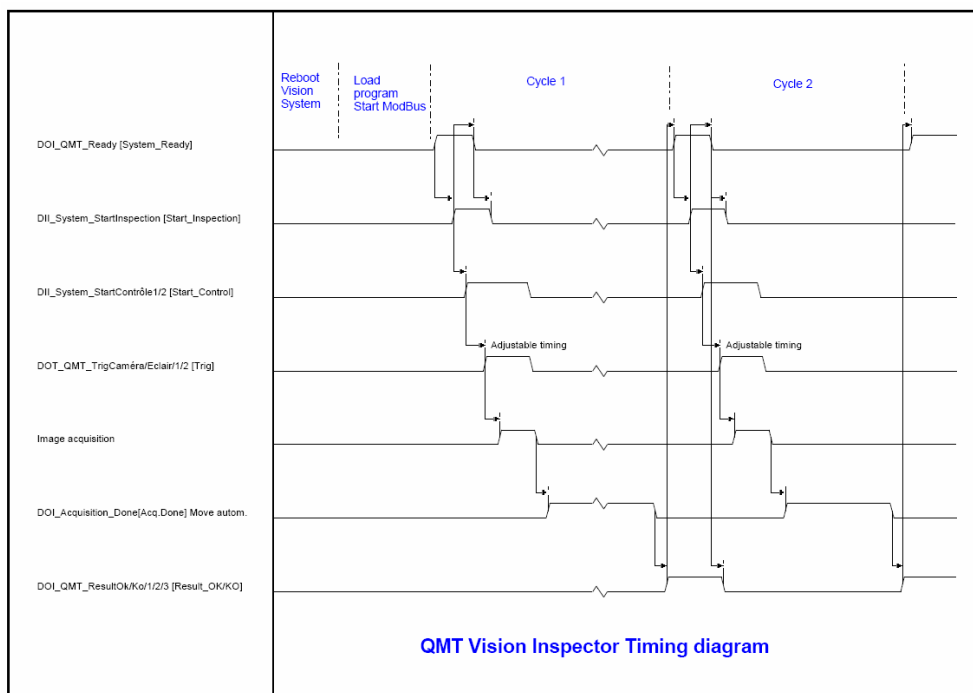 Reboot
Vision
System
Load
program
Start ModBus
Cycle 1
Cycle 2
DOI_QMT_Ready [System_Ready]
DII_System_StartInspection [Start_Inspection]
DII_System_StartContrôle1/2 [Start_Control]
Adjustable timing
Adjustable timing
DOT_QMT_TrigCaméra/Eclair/1/2 [Trig]
Image acquisition
DOI_Acquisition_Done[Acq.Done] Move autom.
DOI_QMT_ResultOk/Ko/1/2/3 [Result_OK/KO]
QMT Vision Inspector Timing diagram